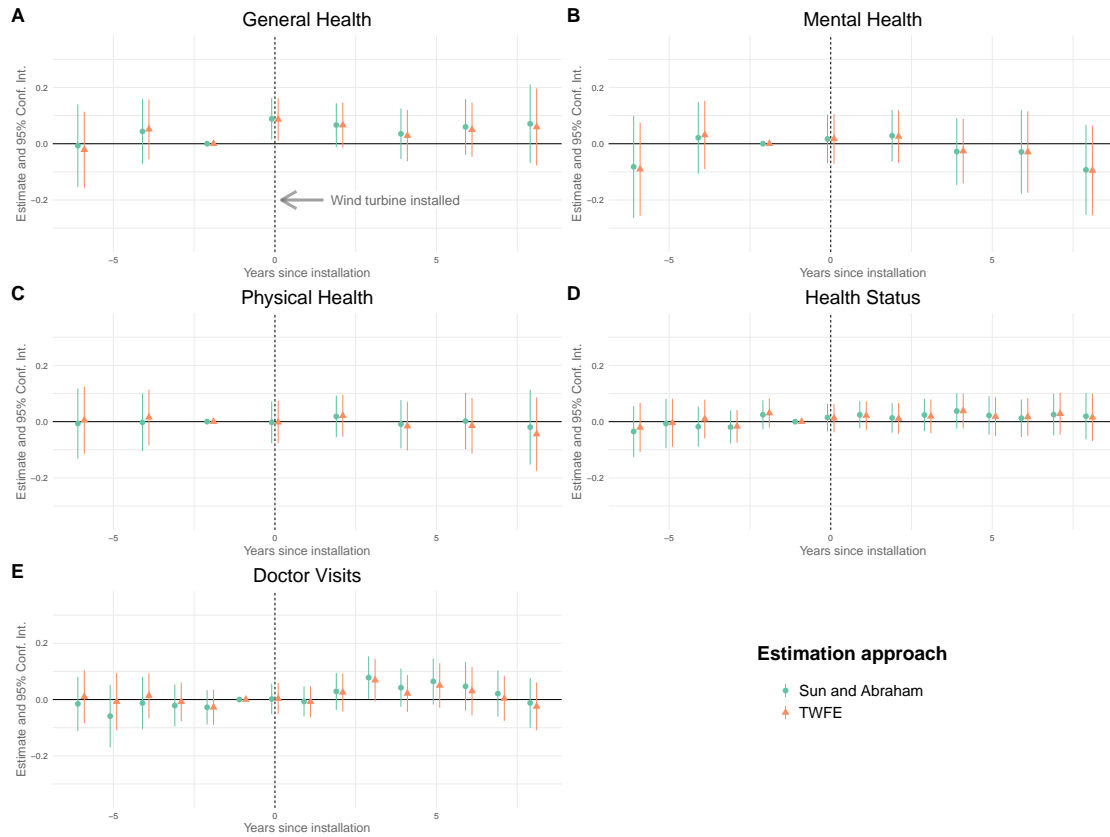 A
General Health
Estimate and 95% Conf. Int.
0.2
0.0
−0.2
Wind turbine installed
−5
0
5
Years since installation
B
Mental Health
Estimate and 95% Conf. Int.
0.2
0.0
−0.2
−5
0
5
Years since installation
C
Physical Health
Estimate and 95% Conf. Int.
0.2
0.0
−0.2
−5
0
5
Years since installation
D
Health Status
Estimate and 95% Conf. Int.
0.2
0.0
−0.2
−5
0
5
Years since installation
E
Doctor Visits
Estimate and 95% Conf. Int.
0.2
0.0
−0.2
−5
0
5
Years since installation
Estimation approach
Sun and Abraham
TWFE